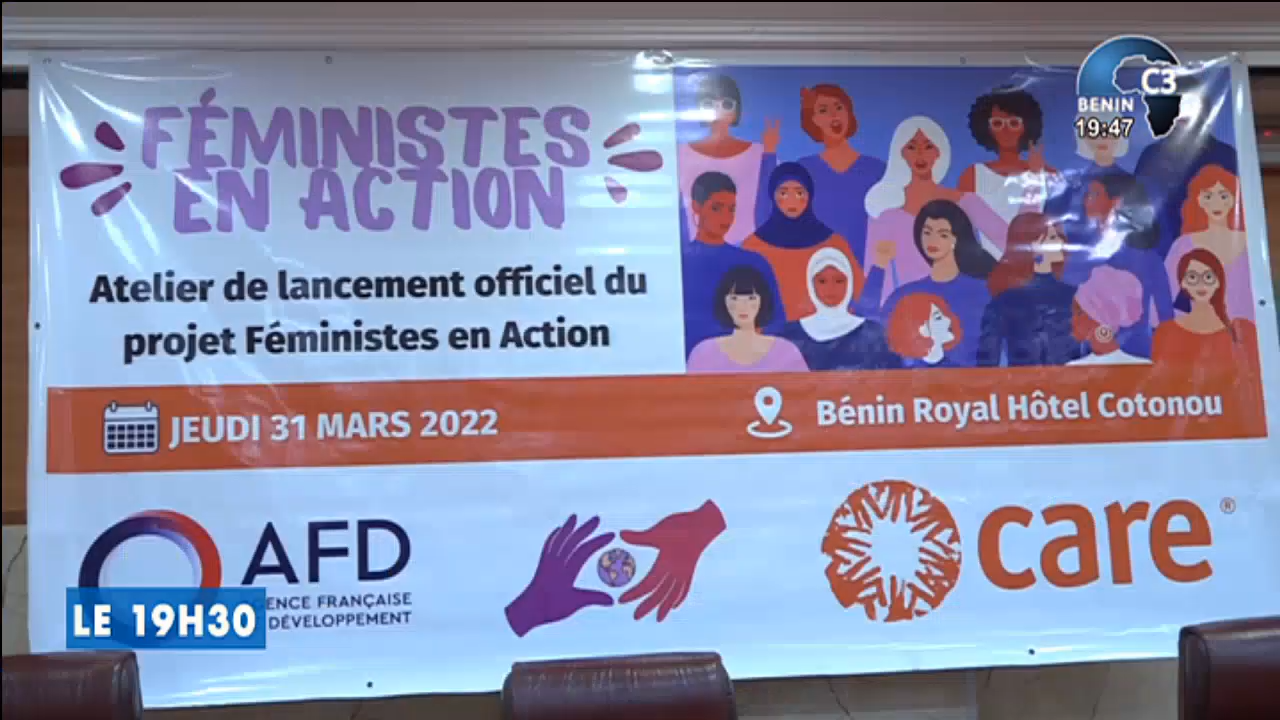 FÉMINISTES
EN ACTION
Atelier de lancement officiel du
projet Féministes en Action
JEUDI 31 MARS 2022
Bénin Royal Hôtel Cotonou
AFD
ENCE FRANÇAISE
DÉVELOPPEMENT
care®
C3
BENIN
19:47
LE 19H30